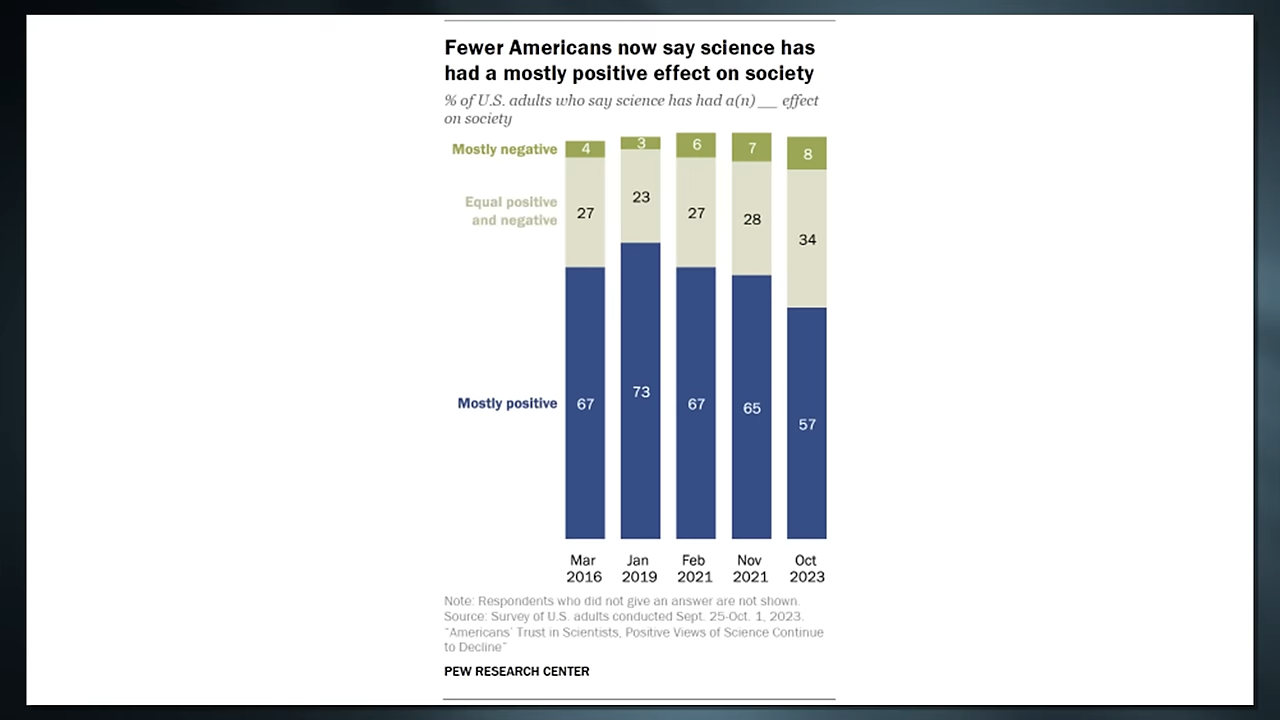 Fewer Americans now say science has
had a mostly positive effect on society
% of U.S. adults who say science has had a(n) __ effect
on society
Mostly negative 4 3 6 7 8
Equal positive
and negative 27 23 27 28 34
Mostly positive 67 73 67 65 57
Mar Jan Feb Nov Oct
2016 2019 2021 2021 2023
Note: Respondents who did not give an answer are not shown.
Source: Survey of U.S. adults conducted Sept. 25-Oct. 1, 2023.
"Americans' Trust in Scientists, Positive Views of Science Continue
to Decline"
PEW RESEARCH CENTER